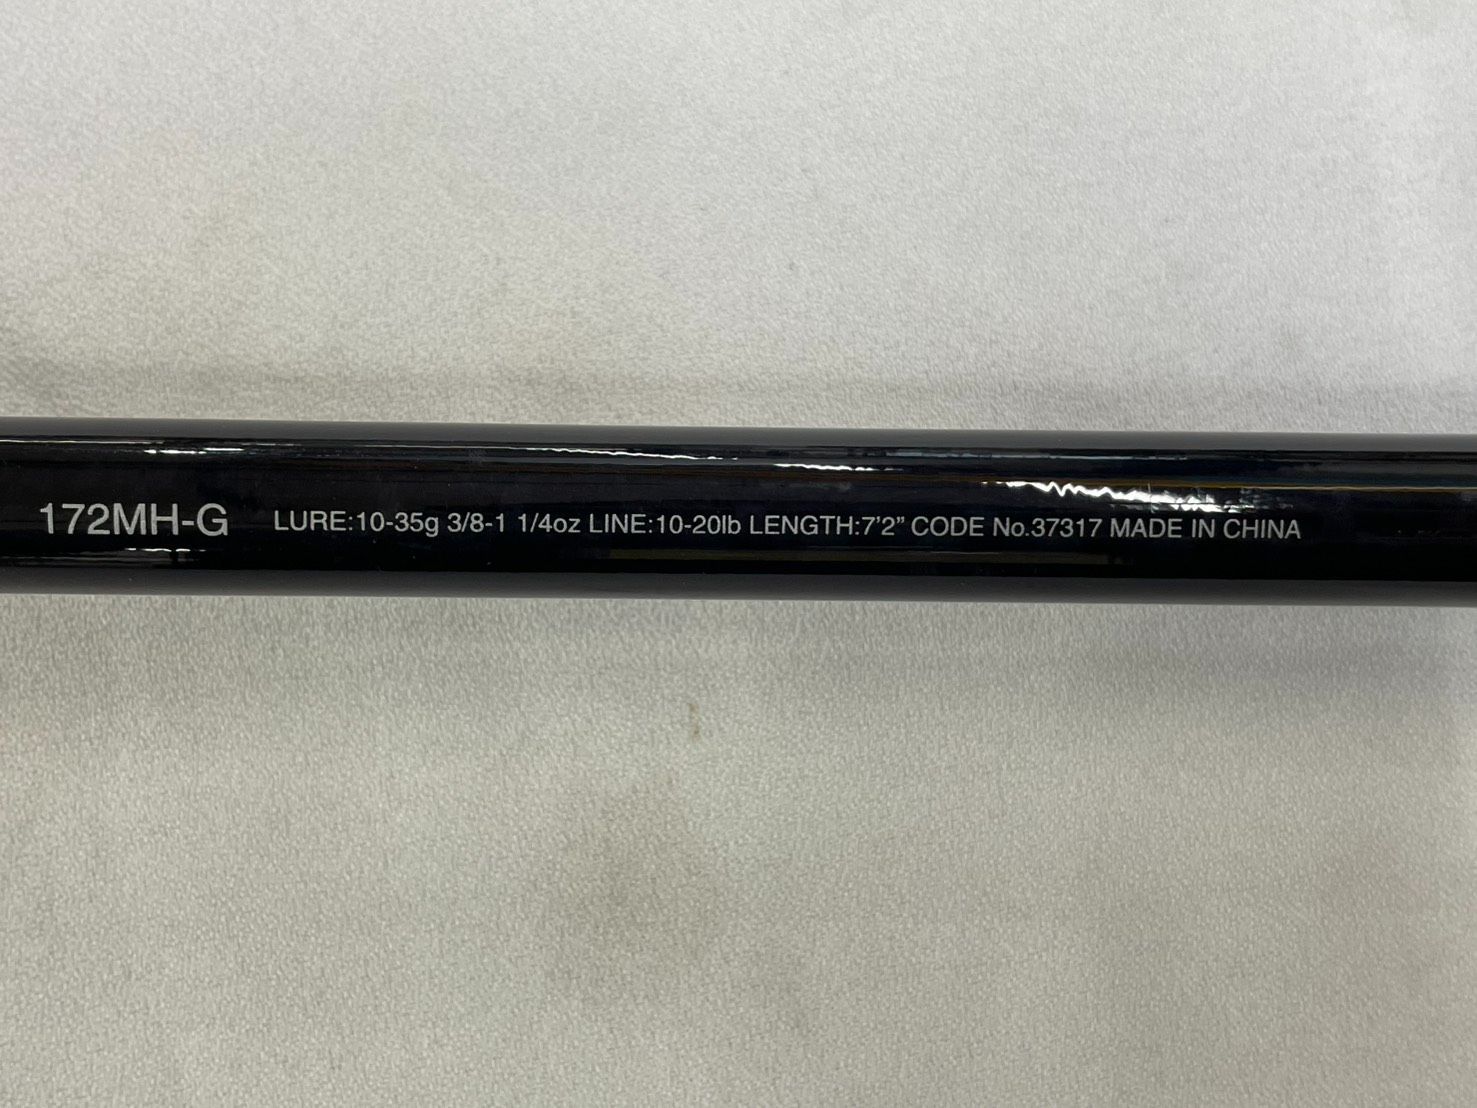 172MH-G LURE:10-35g 3/8-1 1/4oz LINE:10-20lb LENGTH:7'2" CODE No.37317 MADE IN CHINA